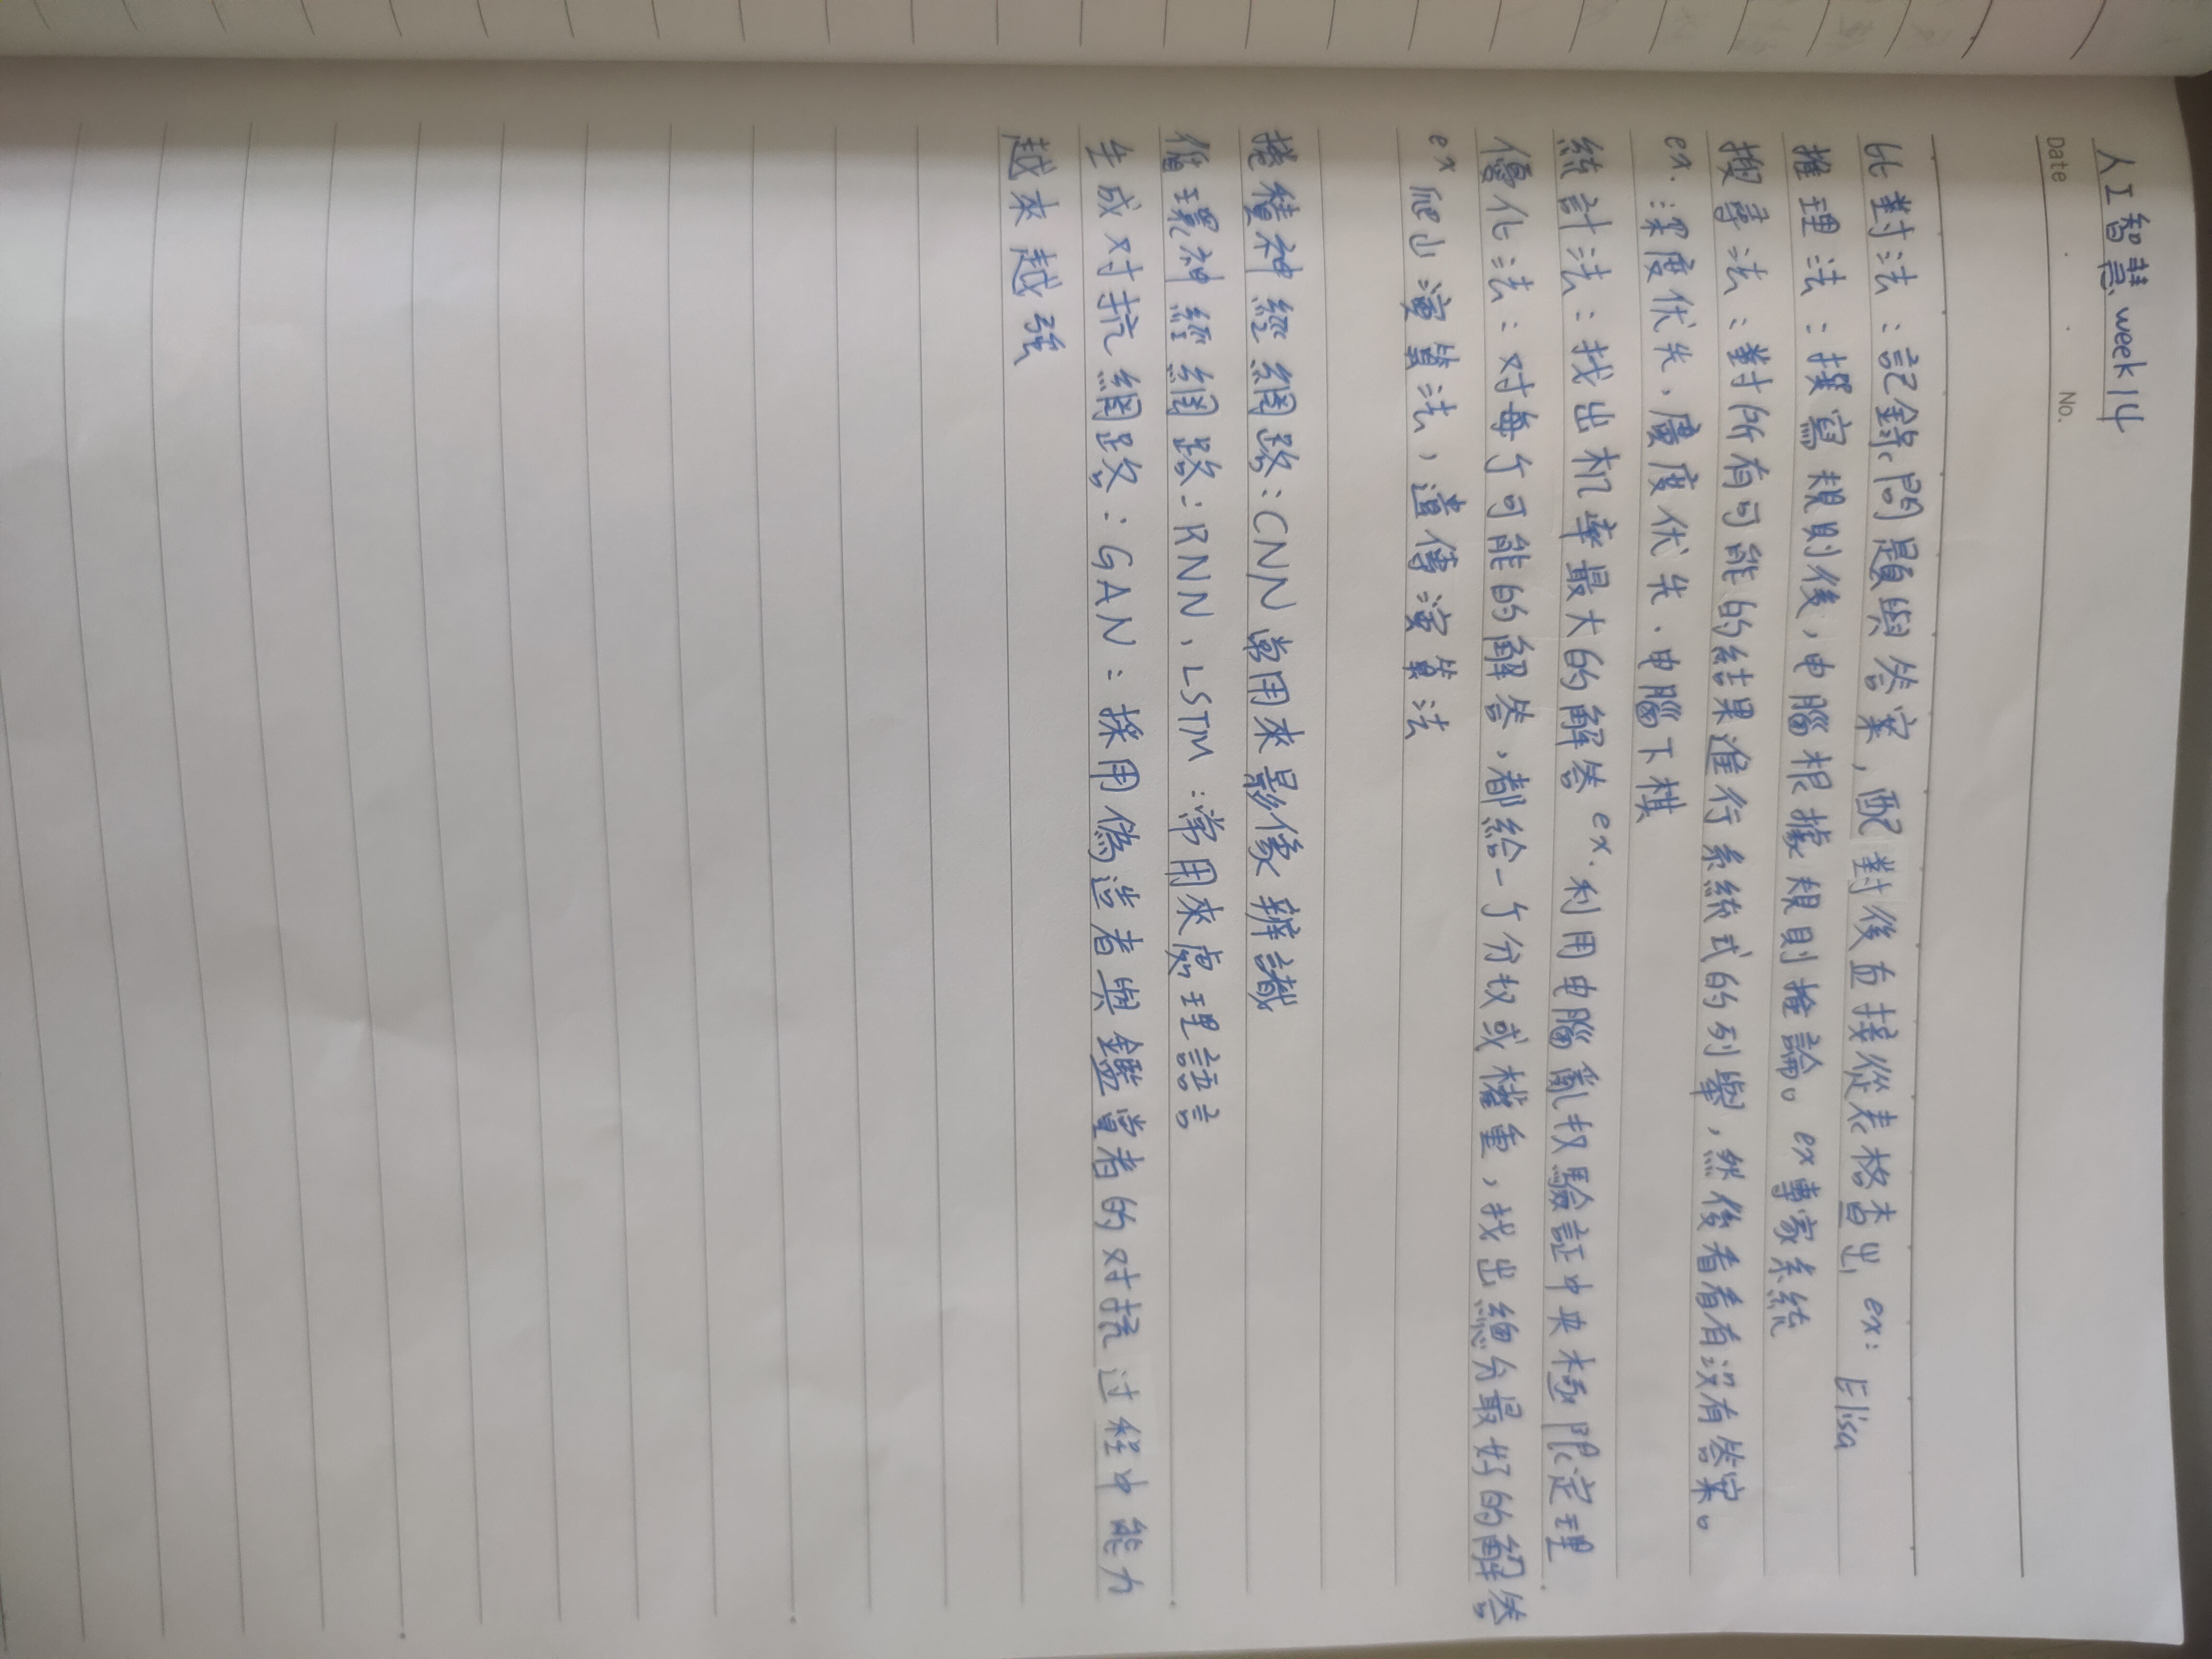 人工智慧 week 14
Date . . No.
比對法：記錄問題與答案，配對後直接從表格查出 ex: Elisa
推理法：撰寫規則後，电腦根據規則推論。ex 專家系統
搜尋法：對所有可能的結果進行系統式的列舉，然後看看有沒有答案。
ex. 深度优先、廣度优先、电腦下棋
統計法：找出机率最大的解答 ex. 利用电腦亂奴驗証中央極限定理.
優化法：对每个可能的解答，都給一个分奴或權重，找出總分最好的解答
ex 爬山演算法，遺傳演算法
捲積神經網路：CNN 常用來影像辨識
循環神經網路：RNN、LSTM：常用來處理語言
生成对抗網路：GAN：採用偽造者與鑑賞者的对抗过程中能力
越來越強